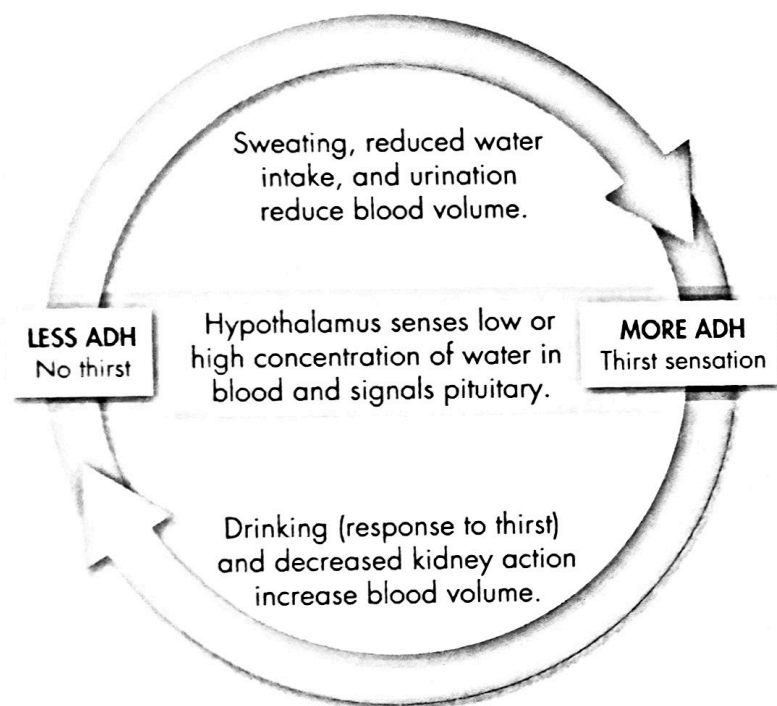 Sweating, reduced water
intake, and urination
reduce blood volume.
LESS ADH
No thirst
Hypothalamus senses low or
high concentration of water in
blood and signals pituitary.
MORE ADH
Thirst sensation
Drinking (response to thirst)
and decreased kidney action
increase blood volume.